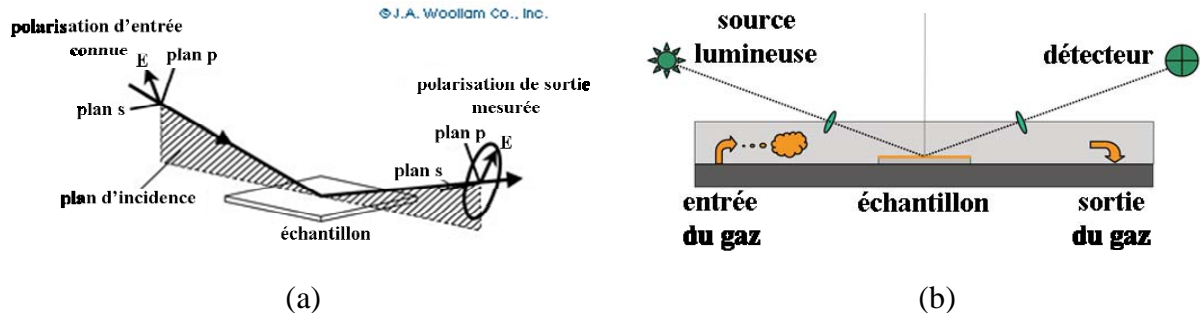 ©J.A. Woollam Co., Inc.
polarisation d'entrée
connue
E
plan p
plan s
plan d'incidence
échantillon
polarisation de sortie
mesurée
plan p
E
plan s
(a)
source
lumineuse
détecteur
entrée
du gaz
échantillon
sortie
du gaz
(b)